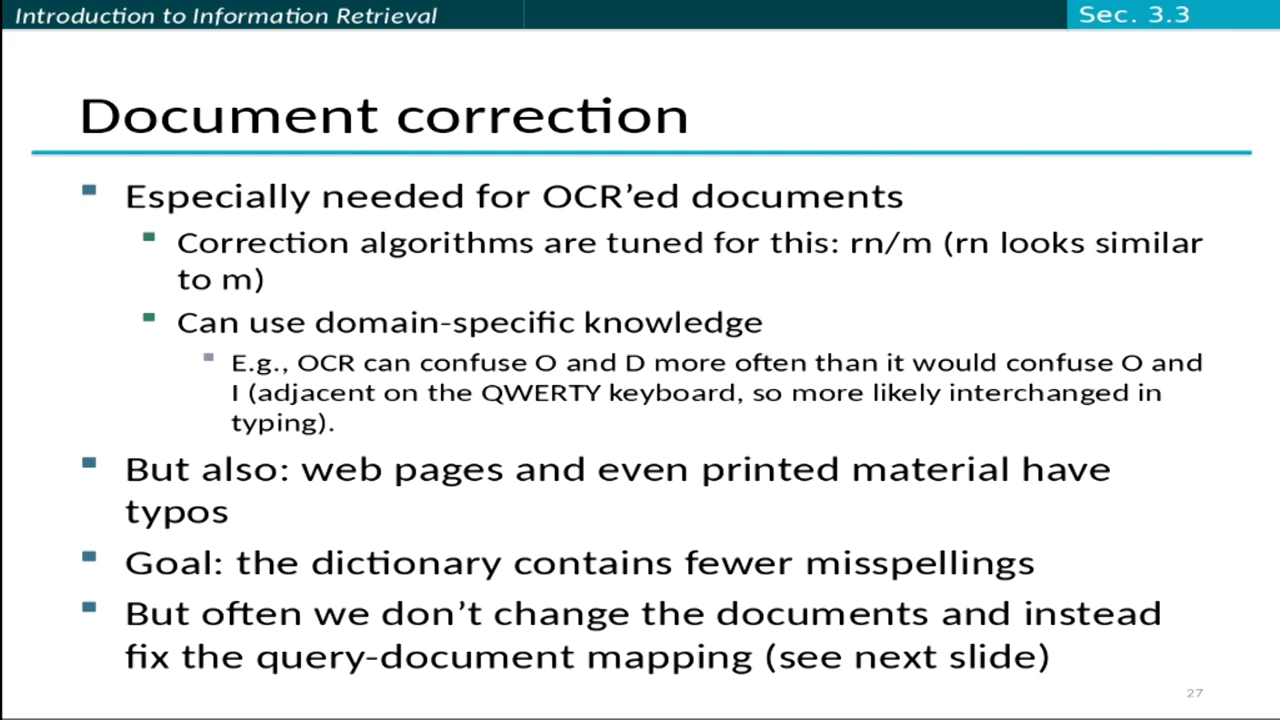 Introduction to Information Retrieval
Sec. 3.3
Document correction
Especially needed for OCR’ed documents
Correction algorithms are tuned for this: rn/m (rn looks similar
to m)
Can use domain-specific knowledge
E.g., OCR can confuse O and D more often than it would confuse O and
I (adjacent on the QWERTY keyboard, so more likely interchanged in
typing).
But also: web pages and even printed material have
typos
Goal: the dictionary contains fewer misspellings
But often we don’t change the documents and instead
fix the query-document mapping (see next slide)
27